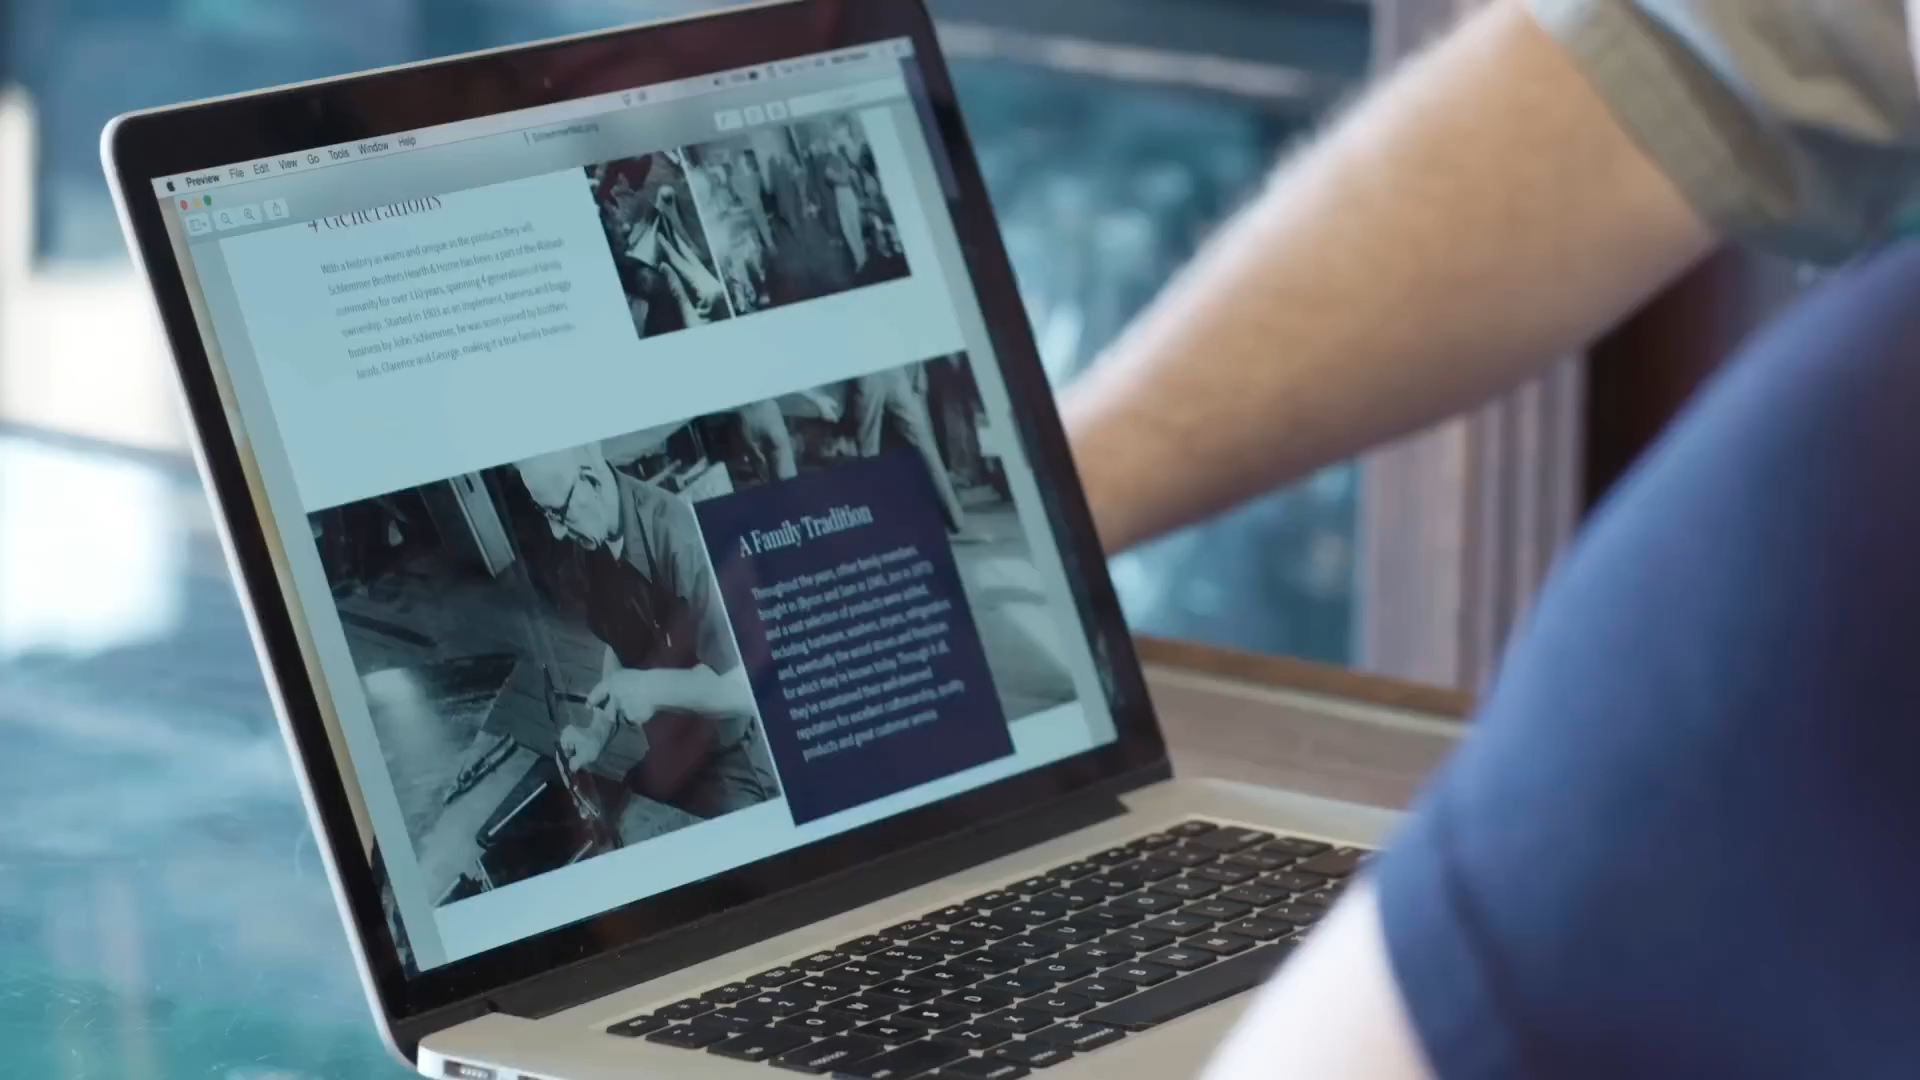 Preview File Edit View Go Tools Window Help
4 Generations
With a history as warm and unique as the products they sell,
Schlemmer Brothers Hearth & Home has been a part of the Wabash
community for over 110 years, spanning 4 generations of family
ownership. Started in 1903 as an implement, harness and buggy
business by John Schlemmer, he was soon joined by brothers
Jacob, Clarence and George, making it a true family business.
A Family Tradition
Throughout the years, other family members
bought in (Byron and Sam in 1965, Jon in 1973)
and a vast selection of products were added,
including hardware, washers, dryers, refrigerators
and, eventually the wood stoves and fireplaces
for which they're known today. Through it all,
they've maintained their well-deserved
reputation for excellent craftsmanship, quality
products and great customer service.